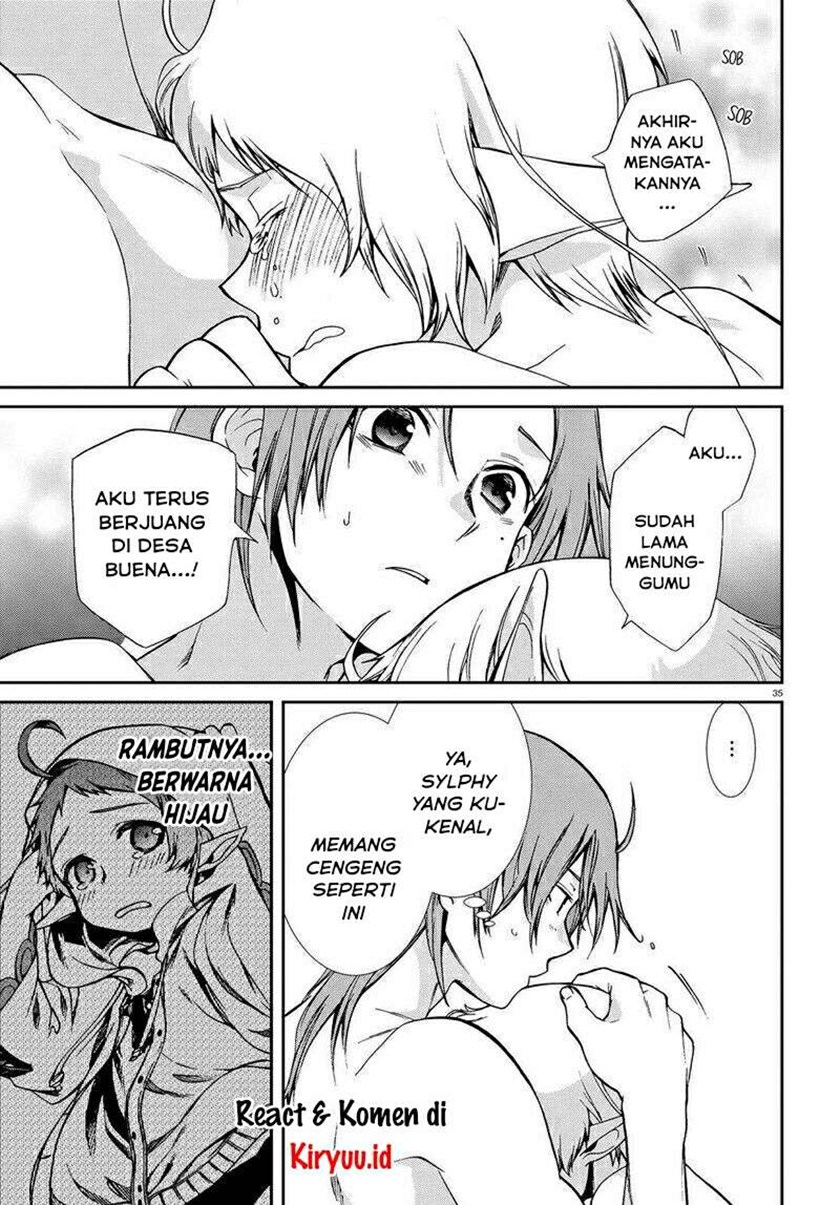 SOB
SOB
AKHIR-
NYA AKU
MENGATA-
KANNYA
...
AKU...
SUDAH
LAMA
MENUNG-
GUMU
AKU TERUS
BERJUANG
DI DESA
BUENA...!
35
...
YA,
SYLPHY
YANG KU-
KENAL,
MEMANG
CENGENG
SEPERTI
INI
RAMBUTNYA...
BERWARNA
HIJAU
React & Komen di
Kiryuu.id